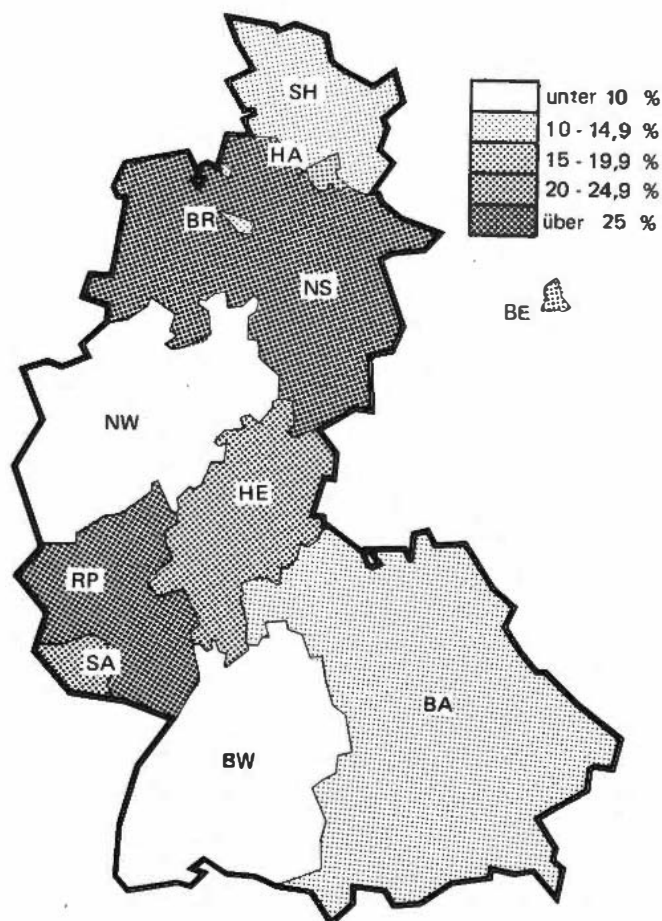 SH
unter 10 %
10 - 14,9 %
HA
15 - 19,9 %
20 - 24,9 %
BR
über 25 %
NS
BE
NW
HE
RP
SA
BA
BW